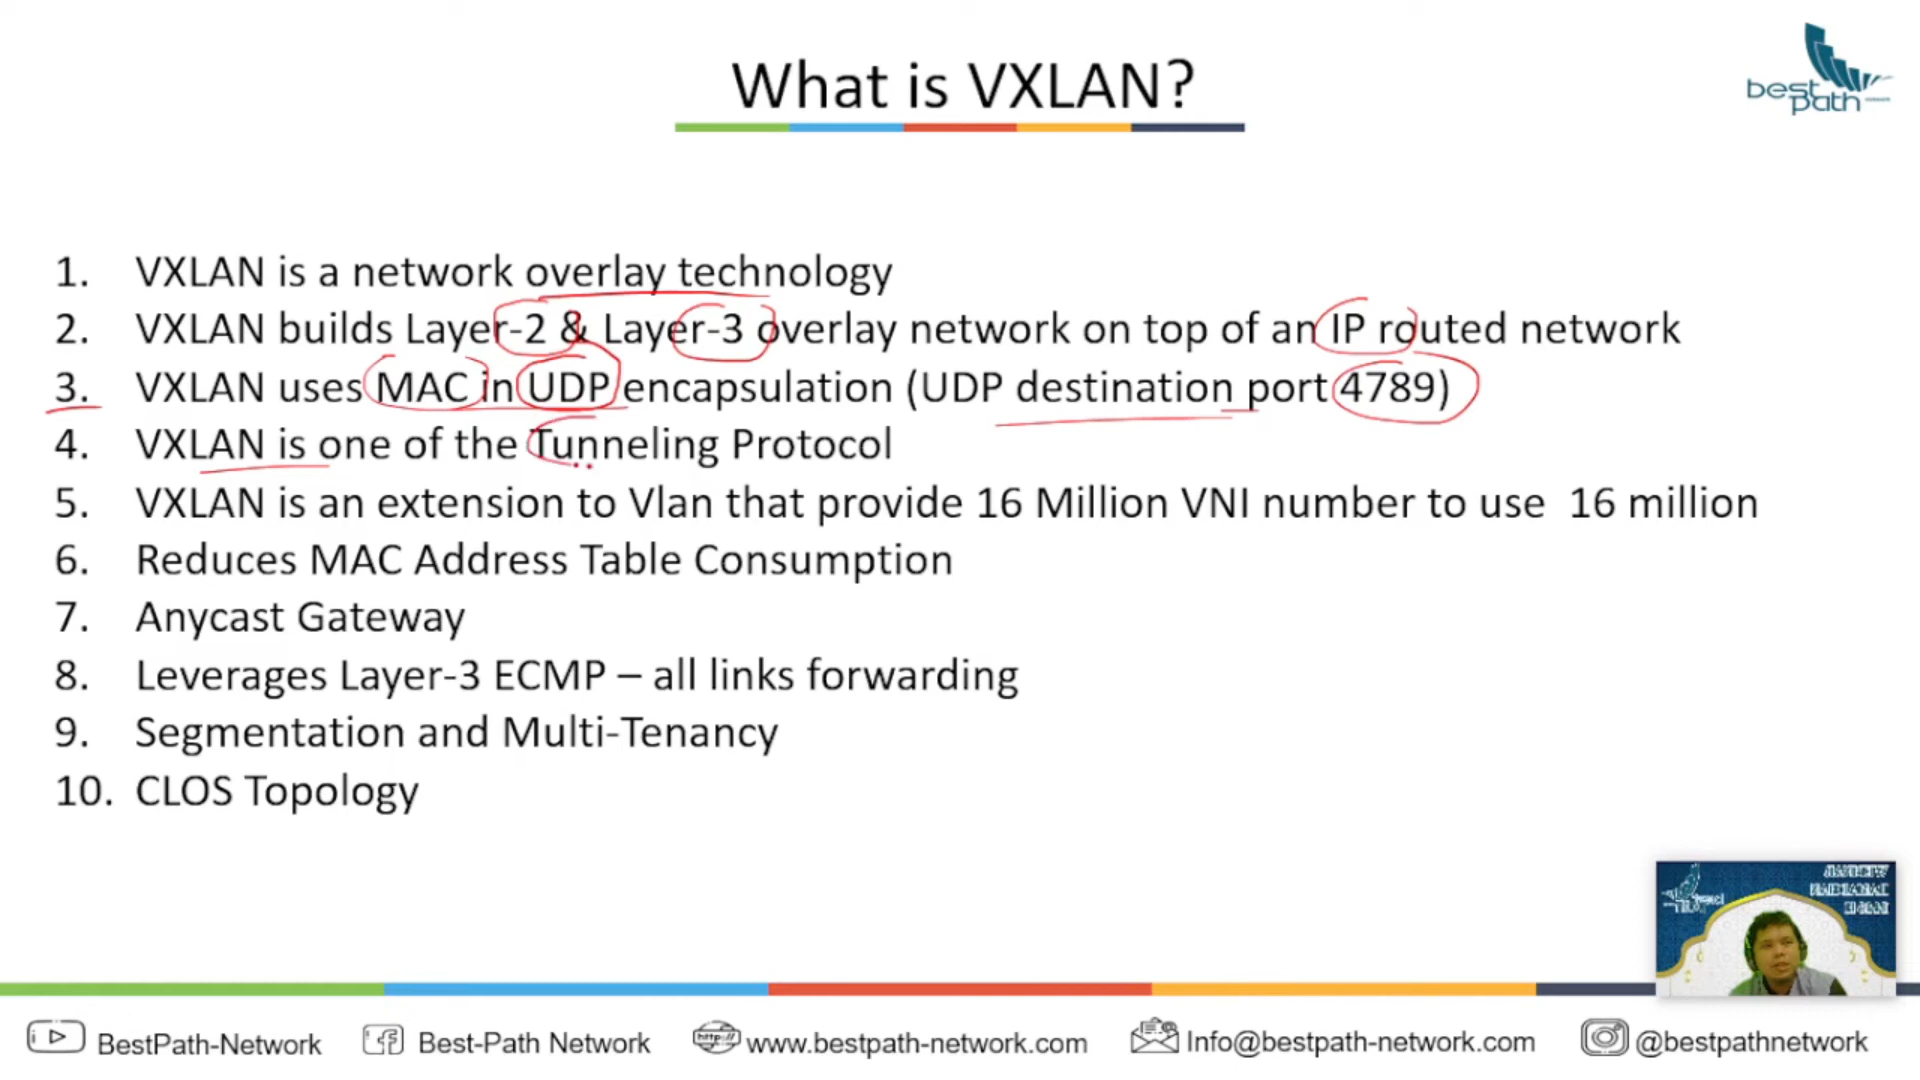 best
path
What is VXLAN?
1. VXLAN is a network overlay technology
2. VXLAN builds Layer-2 & Layer-3 overlay network on top of an IP routed network
3. VXLAN uses MAC in UDP encapsulation (UDP destination port 4789)
4. VXLAN is one of the Tunneling Protocol
5. VXLAN is an extension to Vlan that provide 16 Million VNI number to use 16 million
6. Reduces MAC Address Table Consumption
7. Anycast Gateway
8. Leverages Layer-3 ECMP – all links forwarding
9. Segmentation and Multi-Tenancy
10. CLOS Topology
BestPath-Network
Best-Path Network
http://
www.bestpath-network.com
Info@bestpath-network.com
@bestpathnetwork